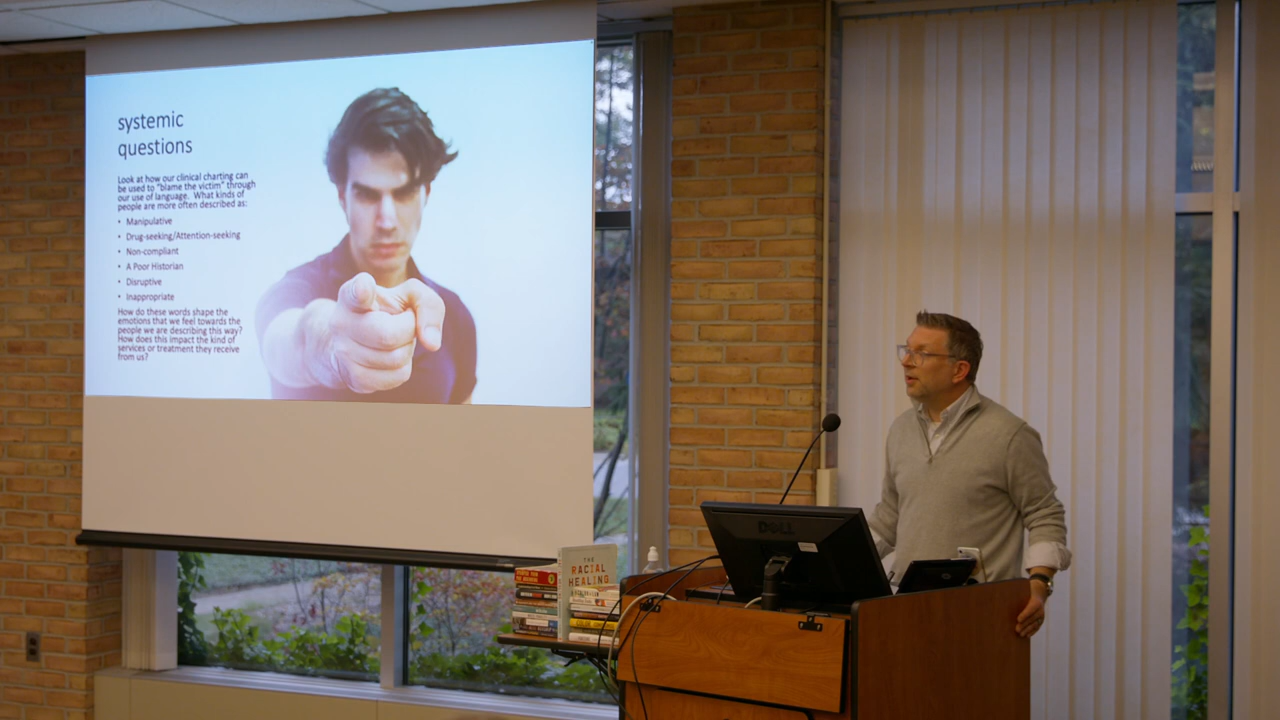 systemic
questions
Look at how our clinical charting can
be used to "blame the victim" through
our use of language.  What kinds of
people are more often described as:
• Manipulative
• Drug-seeking/Attention-seeking
• Non-compliant
• A Poor Historian
• Disruptive
• Inappropriate
How do these words shape the
emotions that we feel towards the
people we are describing this way?
How does this impact the kind of
services or treatment they receive
from us?
DELL
THE
RACIAL
HEALING